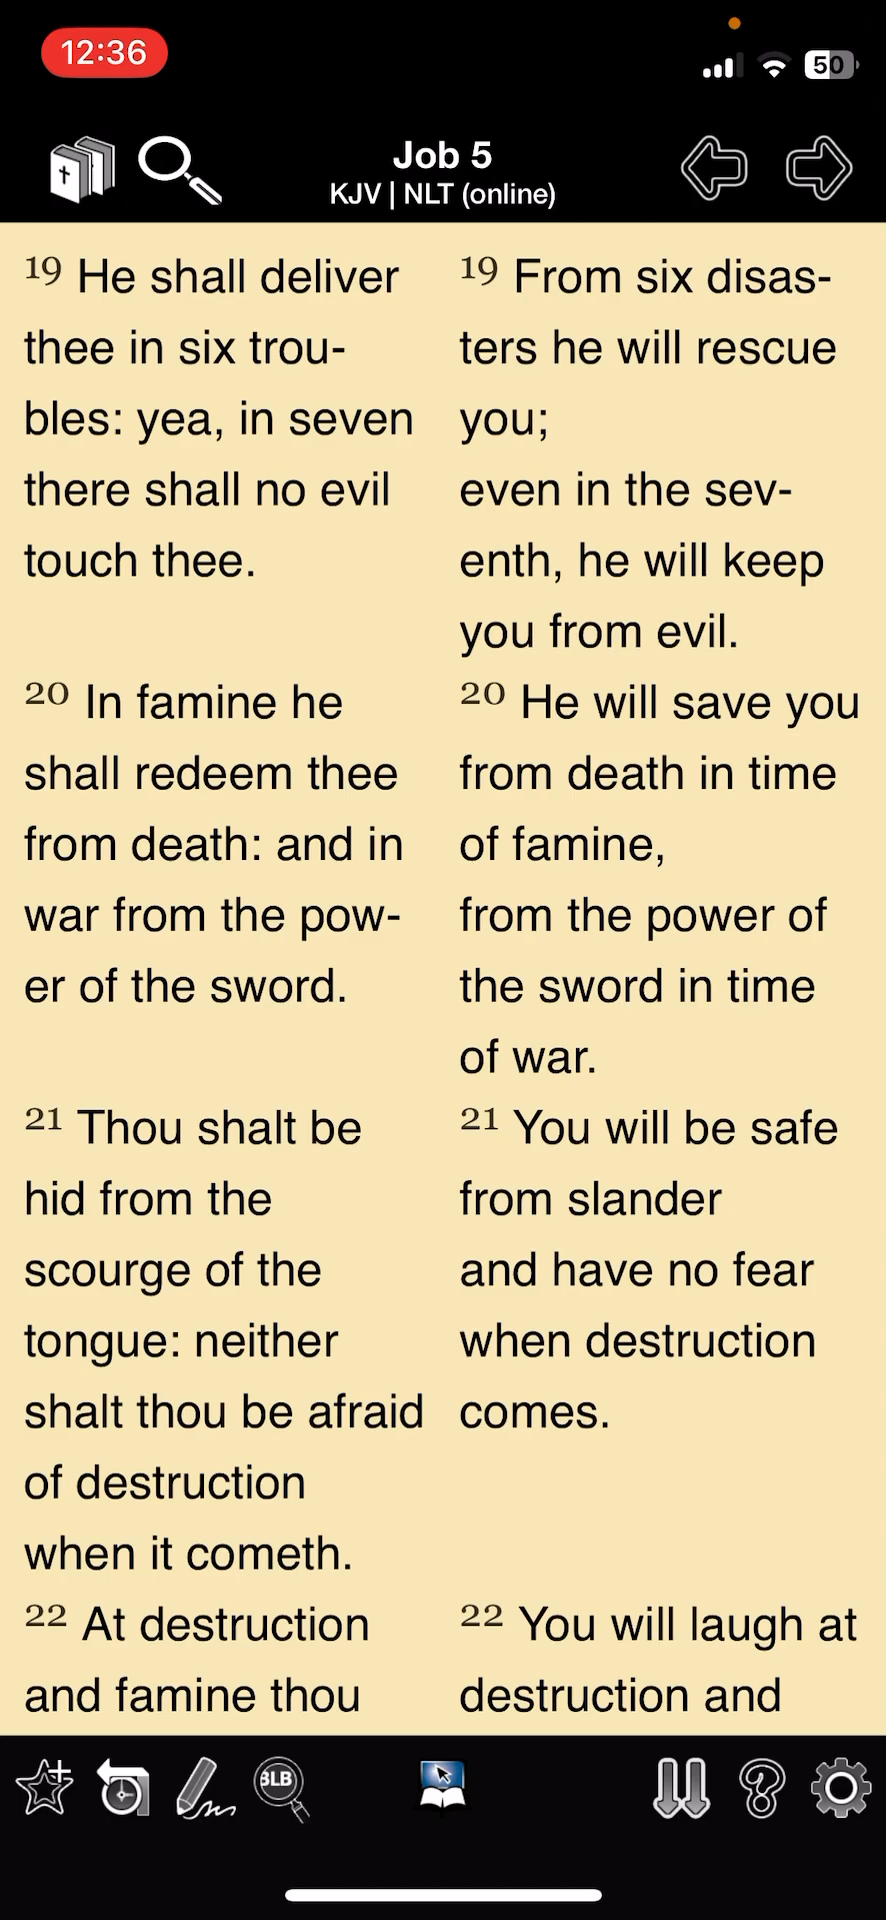 12:36
50
Job 5
KJV | NLT (online)
19 He shall deliver
thee in six trou-
bles: yea, in seven
there shall no evil
touch thee.
20 In famine he
shall redeem thee
from death: and in
war from the pow-
er of the sword.
21 Thou shalt be
hid from the
scourge of the
tongue: neither
shalt thou be afraid
of destruction
when it cometh.
22 At destruction
and famine thou
19 From six disas-
ters he will rescue
you;
even in the sev-
enth, he will keep
you from evil.
20 He will save you
from death in time
of famine,
from the power of
the sword in time
of war.
21 You will be safe
from slander
and have no fear
when destruction
comes.
22 You will laugh at
destruction and
BLB